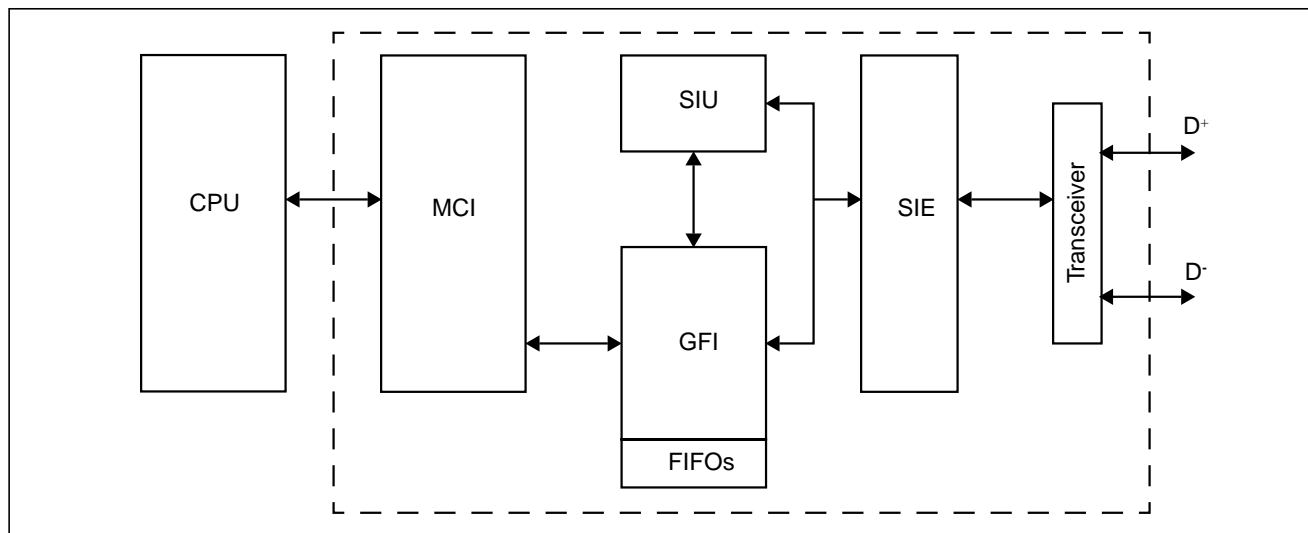 CPU
MCI
SIU
GFI
FIFOs
SIE
Transceiver
D+
D-